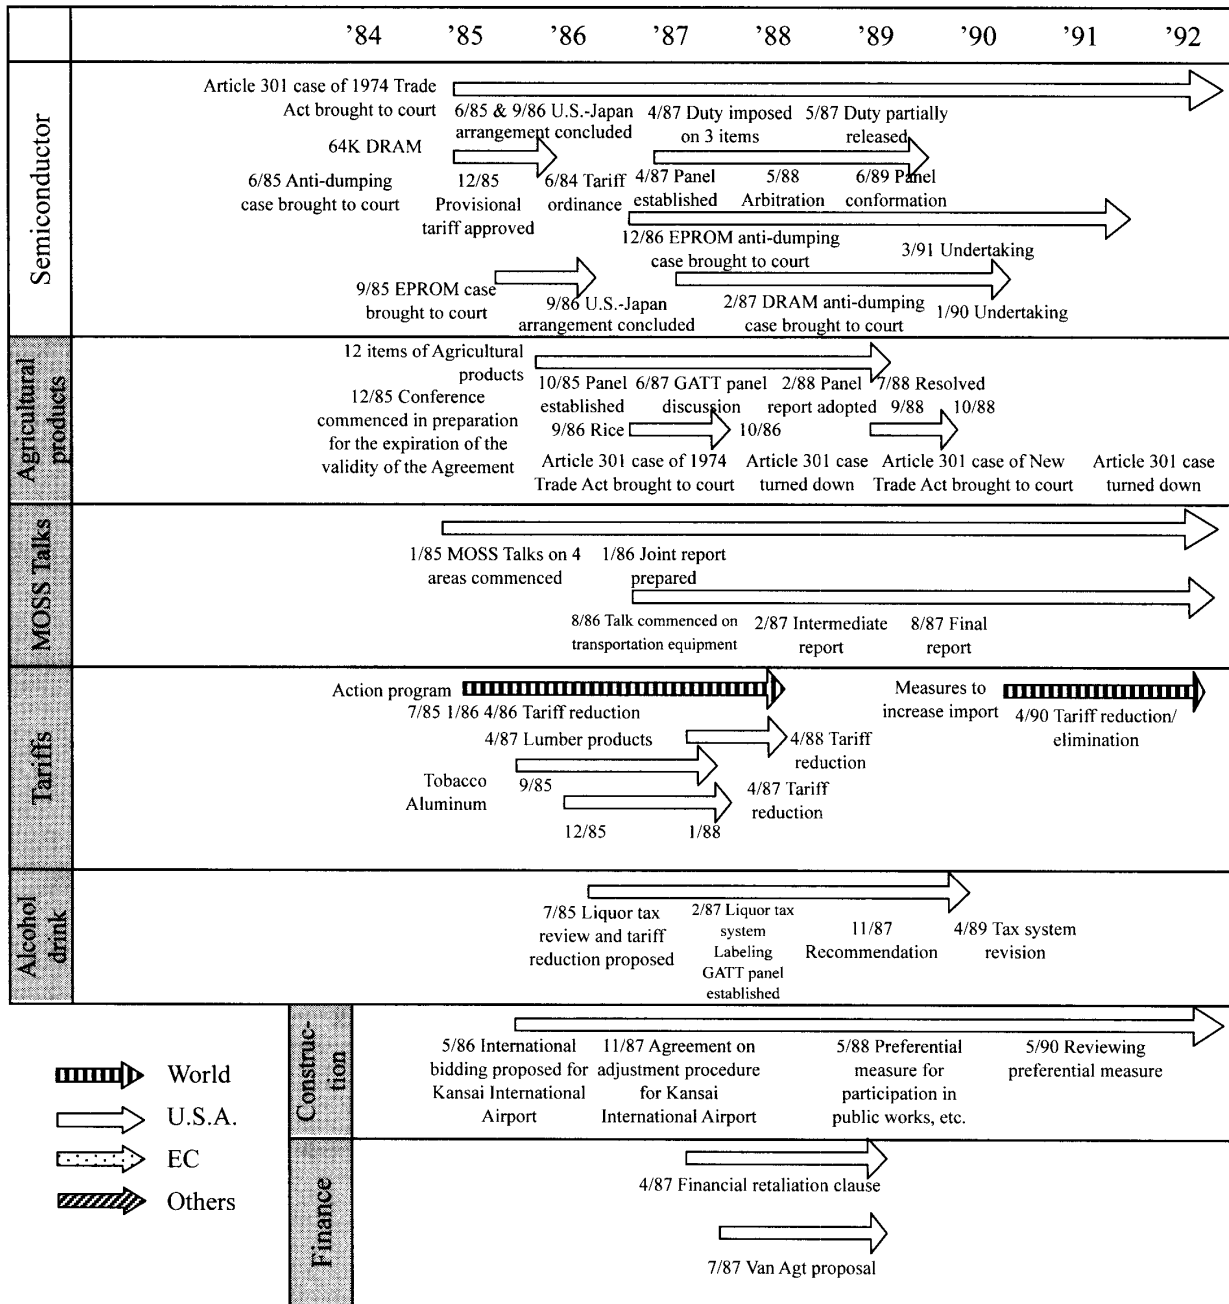 ’84 ’85 ’86 ’87 ’88 ’89 ’90 ’91 ’92
Semiconductor
Article 301 case of 1974 Trade
Act brought to court
6/85 & 9/86 U.S.-Japan
arrangement concluded
4/87 Duty imposed
on 3 items
5/87 Duty partially
released
64K DRAM
6/85 Anti-dumping
case brought to court
12/85
Provisional
tariff approved
6/84 Tariff
ordinance
4/87 Panel
established
5/88
Arbitration
6/89 Panel
conformation
12/86 EPROM anti-dumping
case brought to court
3/91 Undertaking
9/85 EPROM case
brought to court
9/86 U.S.-Japan
arrangement concluded
2/87 DRAM anti-dumping
case brought to court
1/90 Undertaking
Agricultural
products
12 items of Agricultural
products
12/85 Conference
commenced in preparation
for the expiration of the
validity of the Agreement
10/85 Panel
established
6/87 GATT panel
discussion
2/88 Panel
report adopted
7/88 Resolved
9/88
10/88
9/86 Rice
10/86
Article 301 case of 1974
Trade Act brought to court
Article 301 case
turned down
Article 301 case of New
Trade Act brought to court
Article 301 case
turned down
MOSS Talks
1/85 MOSS Talks on 4
areas commenced
1/86 Joint report
prepared
8/86 Talk commenced on
transportation equipment
2/87 Intermediate
report
8/87 Final
report
Tariffs
Action program
7/85 1/86 4/86 Tariff reduction
Measures to
increase import
4/90 Tariff reduction/
elimination
4/87 Lumber products
4/88 Tariff
reduction
Tobacco
9/85
Aluminum
4/87 Tariff
reduction
12/85
1/88
Alcohol
drink
7/85 Liquor tax
review and tariff
reduction proposed
2/87 Liquor tax
system
Labeling
GATT panel
established
11/87
Recommendation
4/89 Tax system
revision
Construc-
tion
5/86 International
bidding proposed for
Kansai International
Airport
11/87 Agreement on
adjustment procedure
for Kansai
International Airport
5/88 Preferential
measure for
participation in
public works, etc.
5/90 Reviewing
preferential measure
Finance
4/87 Financial retaliation clause
7/87 Van Agt proposal
World
U.S.A.
EC
Others